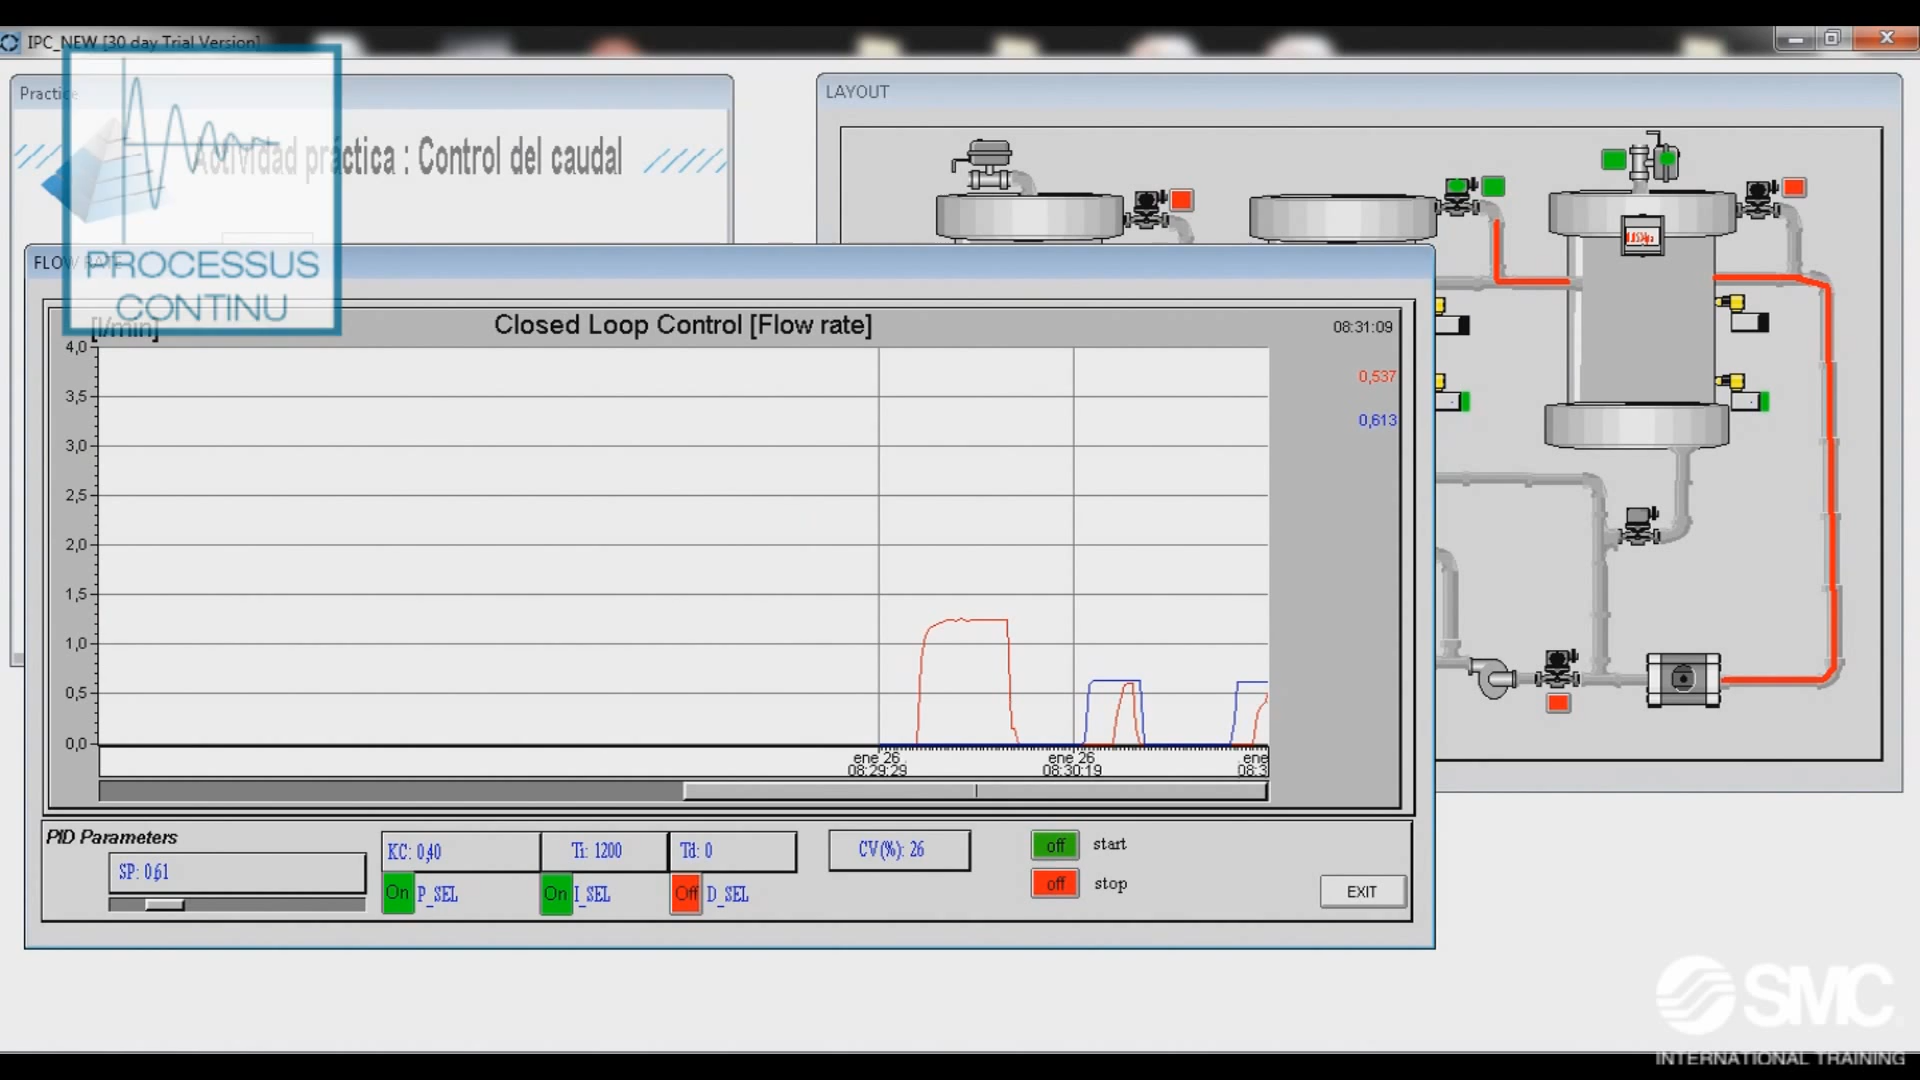 IPC_NEW [30 day Trial Version]
Practice
Actividad práctica : Control del caudal
LAYOUT
PROCESSUS
CONTINU
FLOW RATE
[l/min]
Closed Loop Control [Flow rate]
08:31:09
0,537
0,613
4,0
3,5
3,0
2,5
2,0
1,5
1,0
0,5
0,0
ene 26
08:29:29
ene 26
08:30:19
ene
08:3
PID Parameters
SP: 0,61
KC: 0,40
Ti: 1200
Td: 0
CV(%): 26
On P_SEL
On I_SEL
Off D_SEL
off start
off stop
EXIT
SMC
INTERNATIONAL TRAINING